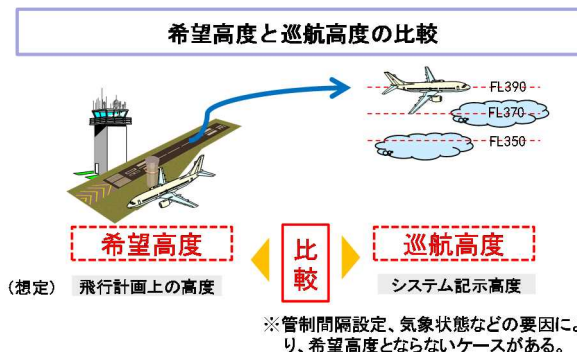 希望高度と巡航高度の比較
FL390
FL370
FL350
希望高度
比較
巡航高度
(想定) 飛行計画上の高度
システム記示高度
※管制間隔設定、気象状態などの要因によ
り、希望高度とならないケースがある。